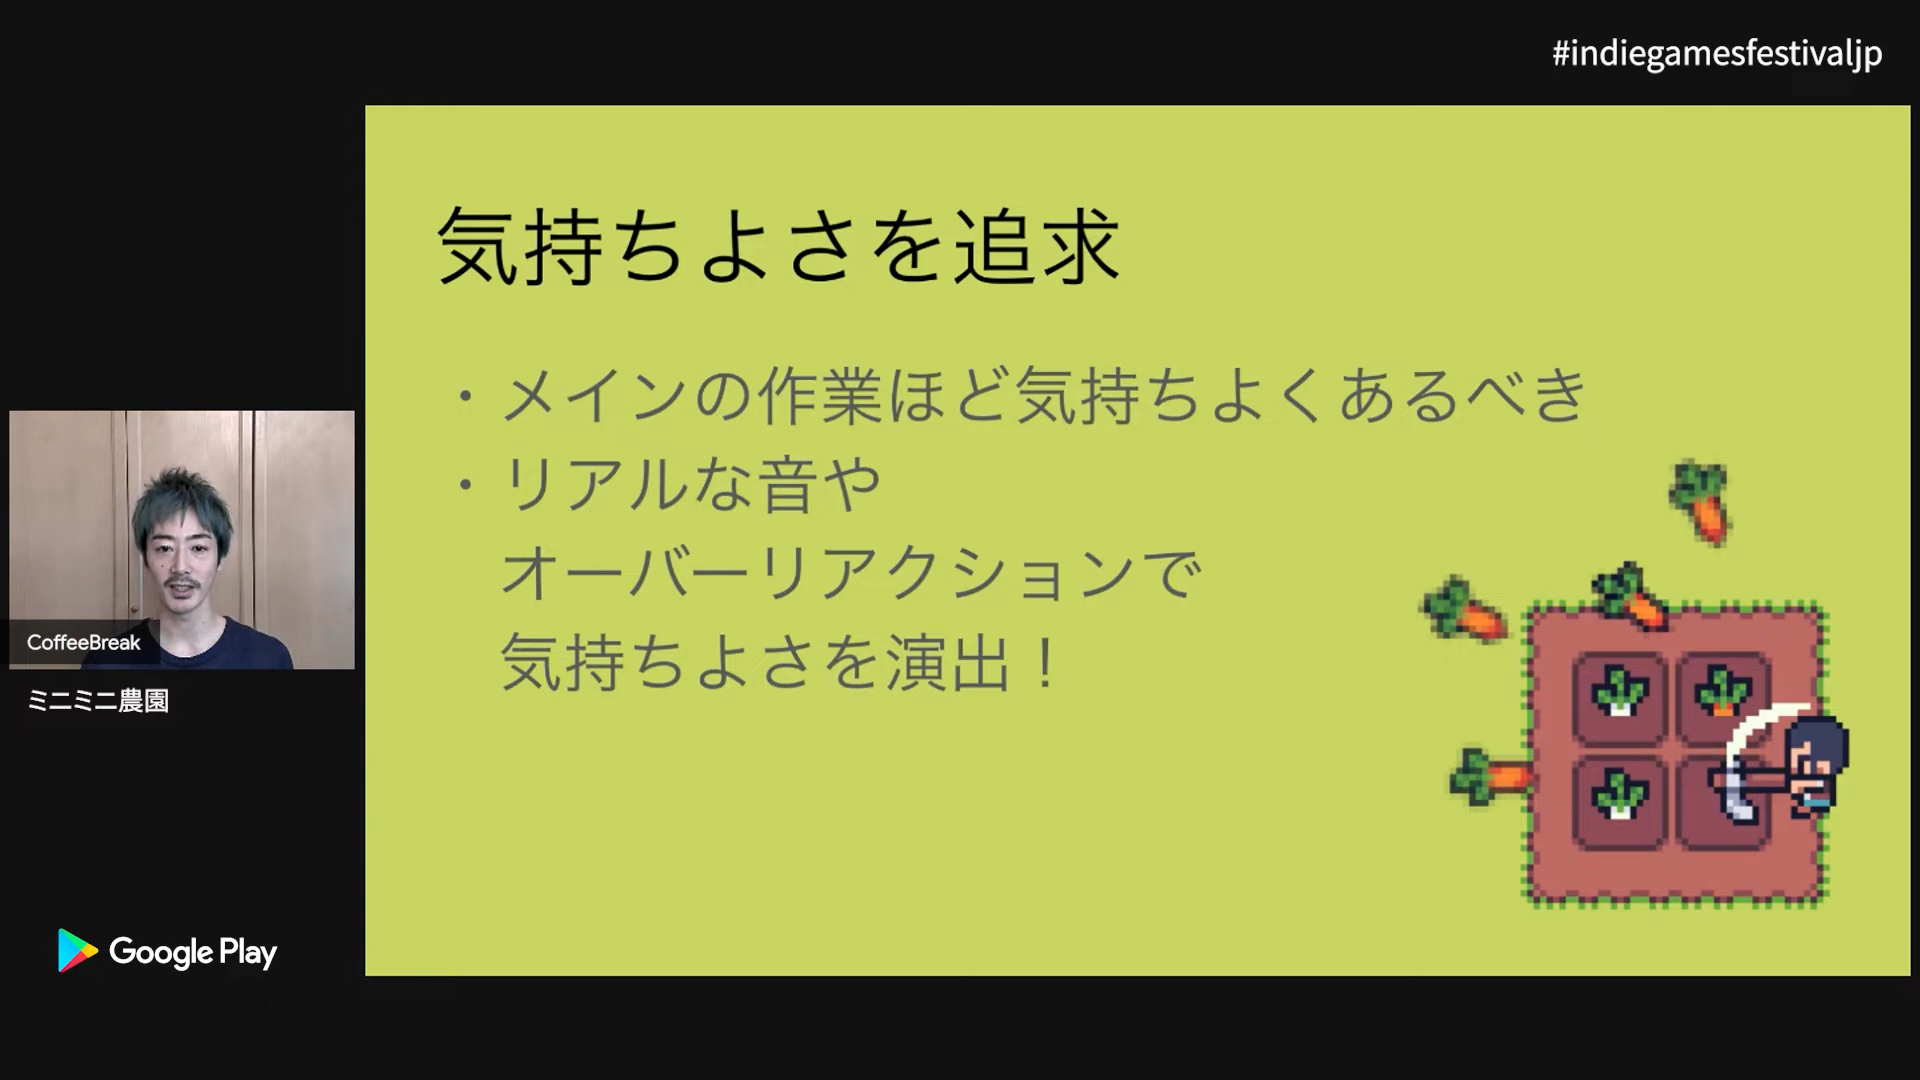 #indiegamesfestivaljp
気持ちよさを追求
・メインの作業ほど気持ちよくあるべき
・リアルな音や
オーバーリアクションで
気持ちよさを演出！
CoffeeBreak
ミニミニ農園
Google Play